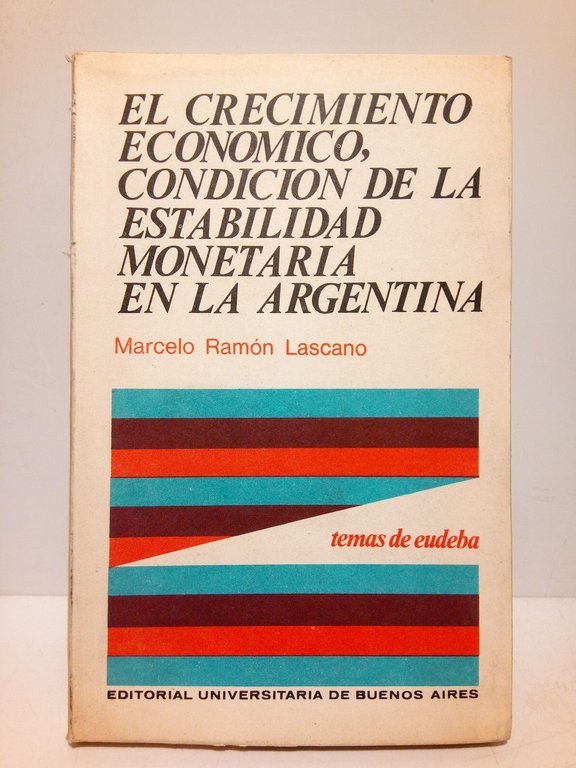 EL CRECIMIENTO
ECONOMICO,
CONDICION DE LA
ESTABILIDAD
MONETARIA
EN LA ARGENTINA
Marcelo Ramón Lascano
temas de eudeba
EDITORIAL UNIVERSITARIA DE BUENOS AIRES